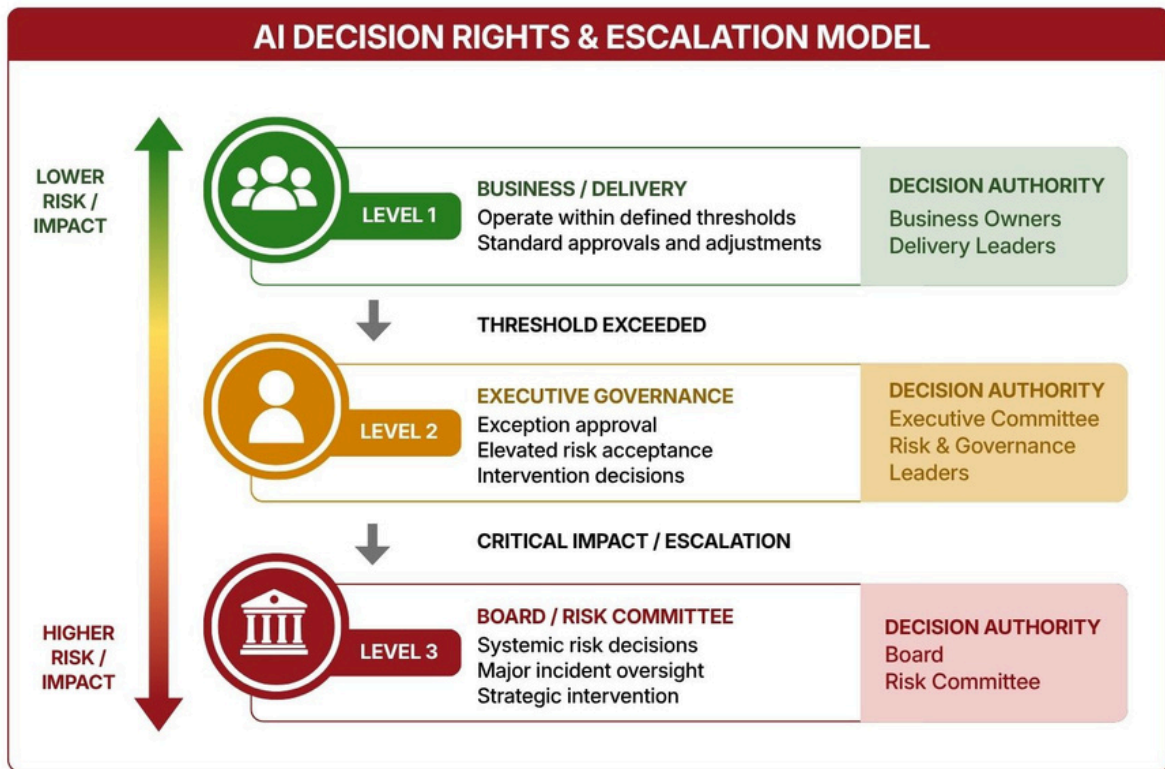 AI DECISION RIGHTS & ESCALATION MODEL
LOWER
RISK /
IMPACT
LEVEL 1
BUSINESS / DELIVERY
Operate within defined thresholds
Standard approvals and adjustments
DECISION AUTHORITY
Business Owners
Delivery Leaders
THRESHOLD EXCEEDED
LEVEL 2
EXECUTIVE GOVERNANCE
Exception approval
Elevated risk acceptance
Intervention decisions
DECISION AUTHORITY
Executive Committee
Risk & Governance
Leaders
CRITICAL IMPACT / ESCALATION
HIGHER
RISK /
IMPACT
LEVEL 3
BOARD / RISK COMMITTEE
Systemic risk decisions
Major incident oversight
Strategic intervention
DECISION AUTHORITY
Board
Risk Committee